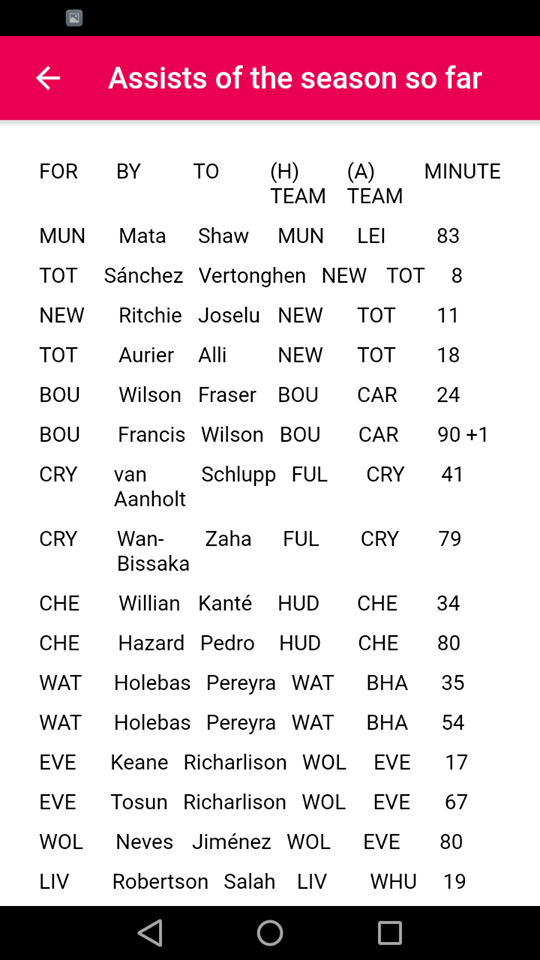 Assists of the season so far
FOR BY TO (H) TEAM (A) TEAM MINUTE
MUN Mata Shaw MUN LEI 83
TOT Sánchez Vertonghen NEW TOT 8
NEW Ritchie Joselu NEW TOT 11
TOT Aurier Alli NEW TOT 18
BOU Wilson Fraser BOU CAR 24
BOU Francis Wilson BOU CAR 90 +1
CRY van Aanholt Schlupp FUL CRY 41
CRY Wan-Bissaka Zaha FUL CRY 79
CHE Willian Kanté HUD CHE 34
CHE Hazard Pedro HUD CHE 80
WAT Holebas Pereyra WAT BHA 35
WAT Holebas Pereyra WAT BHA 54
EVE Keane Richarlison WOL EVE 17
EVE Tosun Richarlison WOL EVE 67
WOL Neves Jiménez WOL EVE 80
LIV Robertson Salah LIV WHU 19